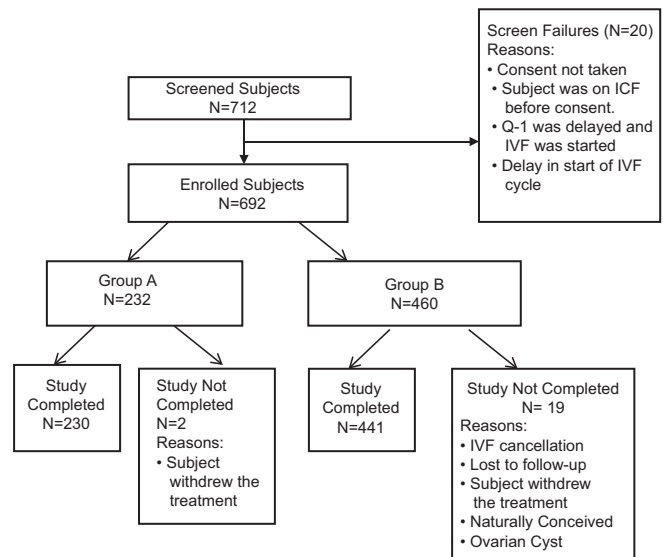 Screen Failures (N=20)
Reasons:
• Consent not taken
• Subject was on ICF
before consent.
• Q-1 was delayed and
IVF was started
• Delay in start of IVF
cycle
Screened Subjects
N=712
Enrolled Subjects
N=692
Group A
N=232
Group B
N=460
Study
Completed
N=230
Study Not
Completed
N=2
Reasons:
• Subject
withdrew the
treatment
Study
Completed
N=441
Study Not Completed
N= 19
Reasons:
• IVF cancellation
• Lost to follow-up
• Subject withdrew
the treatment
• Naturally Conceived
• Ovarian Cyst